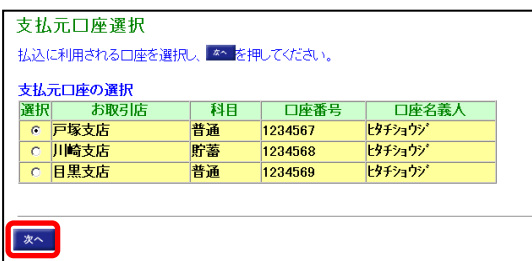 支払元口座選択
払込に利用される口座を選択し、次へを押してください。
支払元口座の選択
選択 お取引店 科目 口座番号 口座名義人
戸塚支店 普通 1234567 ﾋﾀﾁｼｮｳｼﾞ
川崎支店 貯蓄 1234568 ﾋﾀﾁｼｮｳｼﾞ
目黒支店 普通 1234569 ﾋﾀﾁｼｮｳｼﾞ
次へ